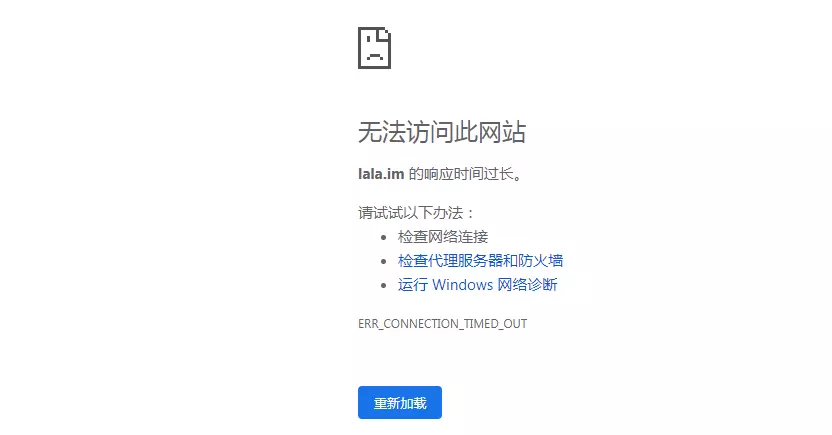 无法访问此网站
lala.im 的响应时间过长。
请试试以下办法：
检查网络连接
检查代理服务器和防火墙
运行 Windows 网络诊断
ERR_CONNECTION_TIMED_OUT
重新加载